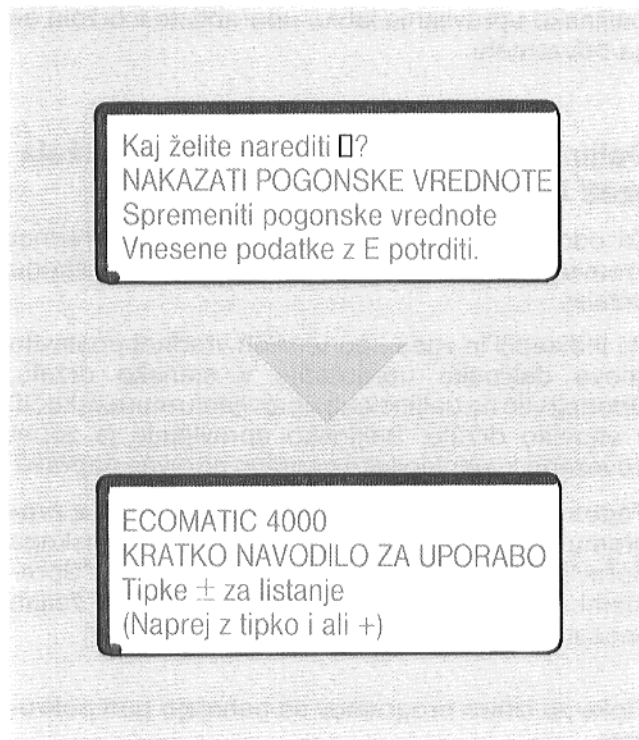 Kaj želite narediti ▯?
NAKAZATI POGONSKE VREDNOTE
Spremeniti pogonske vrednote
Vnesene podatke z E potrditi.
ECOMATIC 4000
KRATKO NAVODILO ZA UPORABO
Tipke ± za listanje
(Naprej z tipko i ali +)